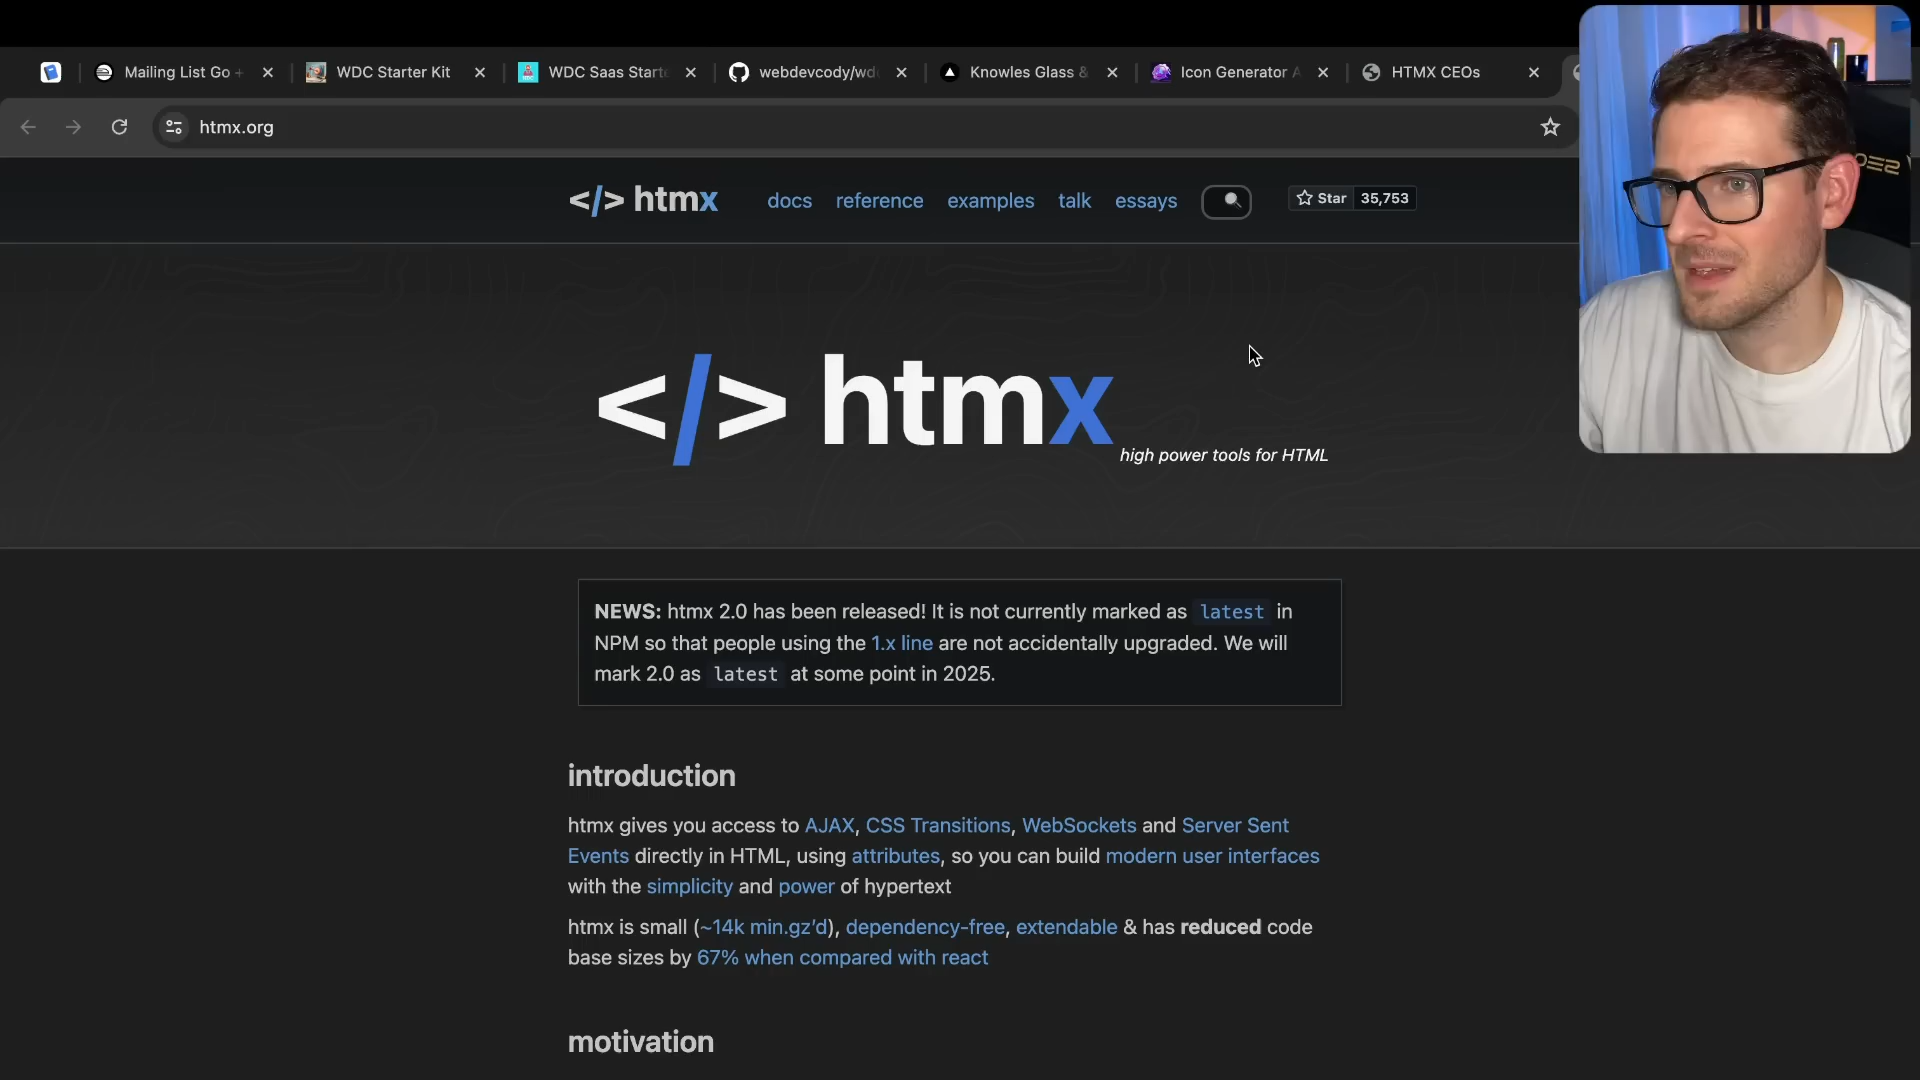 Mailing List Go +
WDC Starter Kit
WDC Saas Starte
webdevcody/wd
Knowles Glass &
Icon Generator A
HTMX CEOs
htmx.org
</> htmx
docs
reference
examples
talk
essays
Star 35,753
</> htmx
high power tools for HTML
NEWS: htmx 2.0 has been released! It is not currently marked as latest in
NPM so that people using the 1.x line are not accidentally upgraded. We will
mark 2.0 as latest at some point in 2025.
introduction
htmx gives you access to AJAX, CSS Transitions, WebSockets and Server Sent
Events directly in HTML, using attributes, so you can build modern user interfaces
with the simplicity and power of hypertext
htmx is small (~14k min.gz’d), dependency-free, extendable & has reduced code
base sizes by 67% when compared with react
motivation